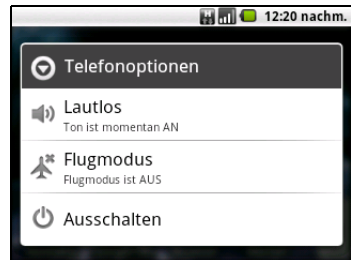 12:20 nachm.
Telefonoptionen
Lautlos
Ton ist momentan AN
Flugmodus
Flugmodus ist AUS
Ausschalten